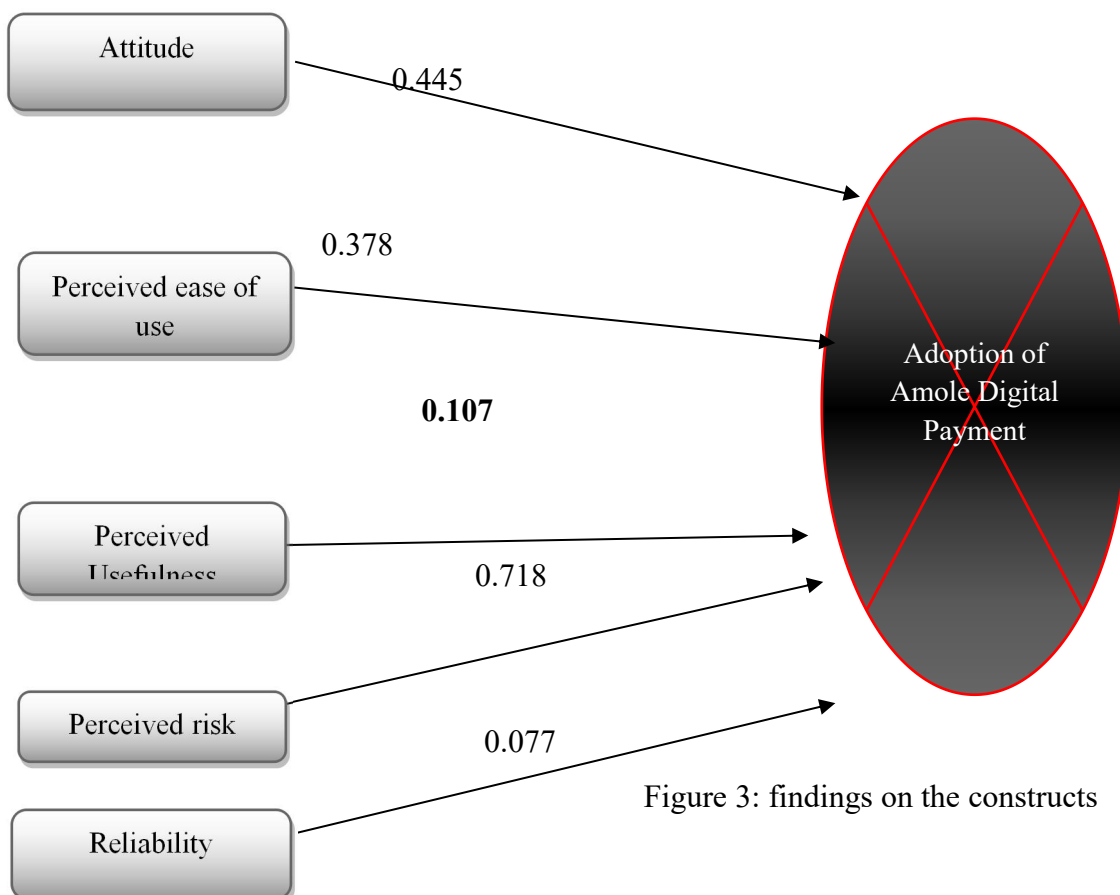 Attitude
0.445
0.378
Perceived ease of
use
0.107
Adoption of
Amole Digital
Payment
Perceived
Usefulness
0.718
Perceived risk
0.077
Figure 3: findings on the constructs
Reliability